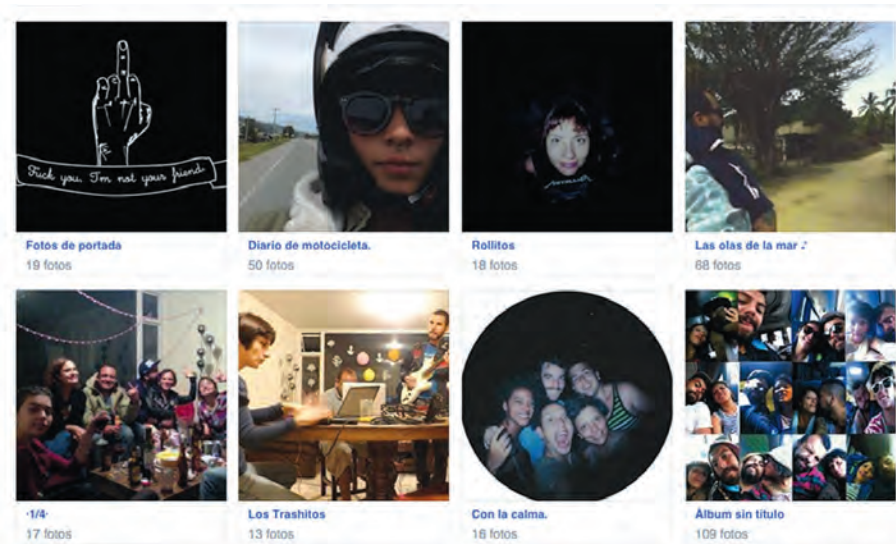 Fuck you. I'm not your friend.
Fotos de portada
19 fotos
Diario de motocicleta.
50 fotos
Rollitos
18 fotos
Las olas de la mar
68 fotos
·1/4·
17 fotos
Los Trashitos
13 fotos
Con la calma.
16 fotos
Álbum sin título
109 fotos